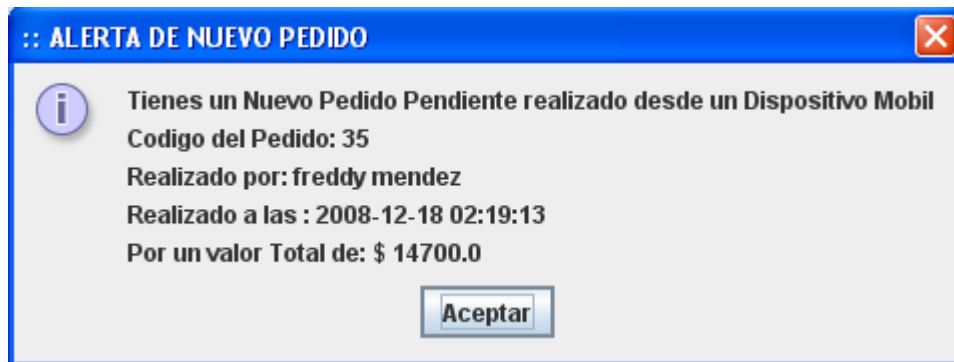 :: ALERTA DE NUEVO PEDIDO
Tienes un Nuevo Pedido Pendiente realizado desde un Dispositivo Mobil
Codigo del Pedido: 35
Realizado por: freddy mendez
Realizado a las : 2008-12-18 02:19:13
Por un valor Total de: $ 14700.0
Aceptar